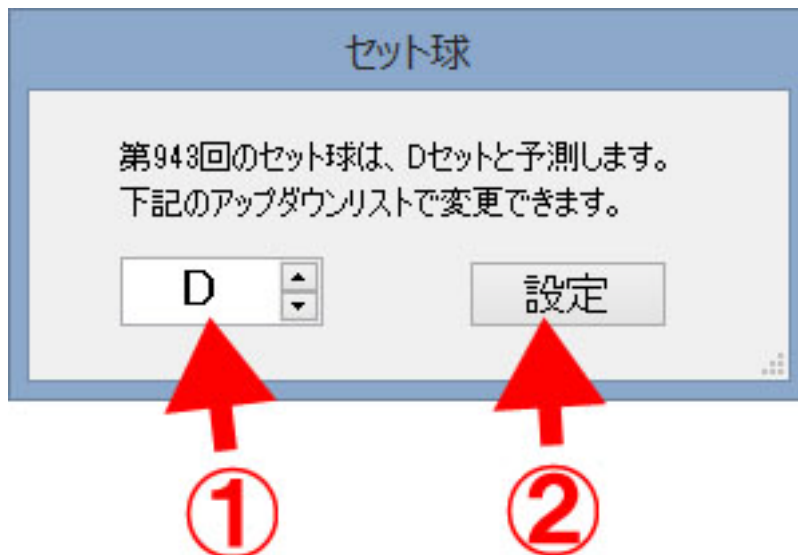 セット球
第943回のセット球は、Dセットと予測します。
下記のアップダウンリストで変更できます。
D
設定
① ②